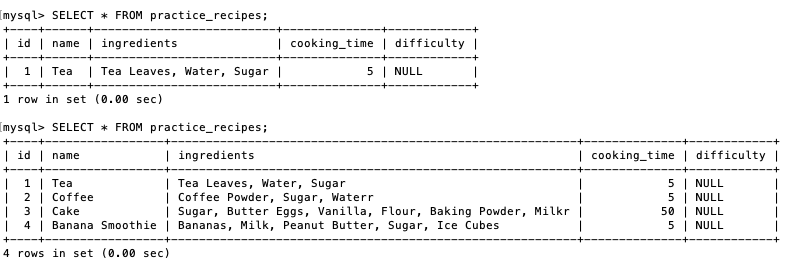 mysql> SELECT * FROM practice_recipes;
+----+------+--------------------------+--------------+------------+
| id | name | ingredients              | cooking_time | difficulty |
+----+------+--------------------------+--------------+------------+
|  1 | Tea  | Tea Leaves, Water, Sugar |            5 | NULL       |
+----+------+--------------------------+--------------+------------+
1 row in set (0.00 sec)
mysql> SELECT * FROM practice_recipes;
+----+-----------------+----------------------------------------------------------+--------------+------------+
| id | name            | ingredients                                              | cooking_time | difficulty |
+----+-----------------+----------------------------------------------------------+--------------+------------+
|  1 | Tea             | Tea Leaves, Water, Sugar                                 |            5 | NULL       |
|  2 | Coffee          | Coffee Powder, Sugar, Waterr                             |            5 | NULL       |
|  3 | Cake            | Sugar, Butter Eggs, Vanilla, Flour, Baking Powder, Milkr |           50 | NULL       |
|  4 | Banana Smoothie | Bananas, Milk, Peanut Butter, Sugar, Ice Cubes           |            5 | NULL       |
+----+-----------------+----------------------------------------------------------+--------------+------------+
4 rows in set (0.00 sec)